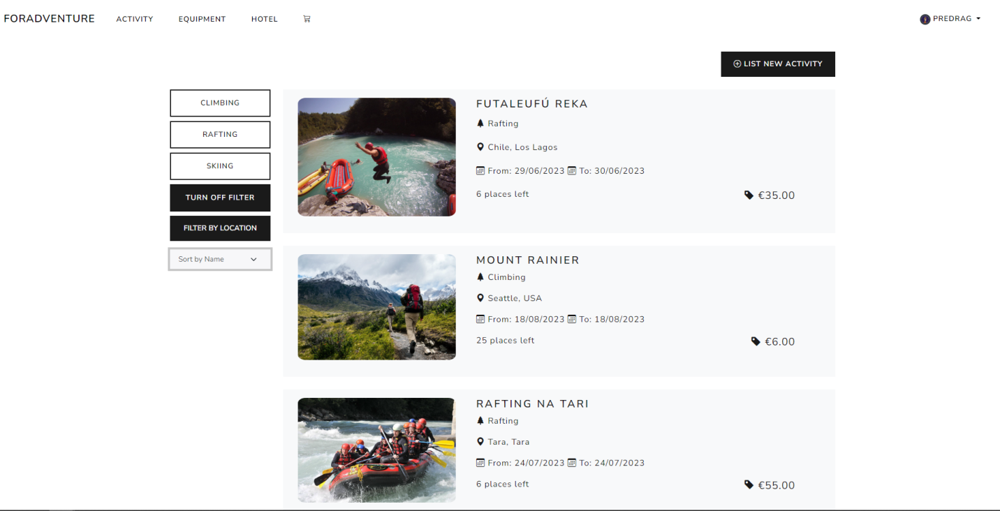 FORADVENTURE ACTIVITY EQUIPMENT HOTEL PREDRAG
LIST NEW ACTIVITY
CLIMBING
RAFTING
SKIING
TURN OFF FILTER
FILTER BY LOCATION
Sort by Name
FUTALEUFÚ REKA
Rafting
Chile, Los Lagos
From: 29/06/2023 To: 30/06/2023
6 places left €35.00
MOUNT RAINIER
Climbing
Seattle, USA
From: 18/08/2023 To: 18/08/2023
25 places left €6.00
RAFTING NA TARI
Rafting
Tara, Tara
From: 24/07/2023 To: 24/07/2023
6 places left €55.00